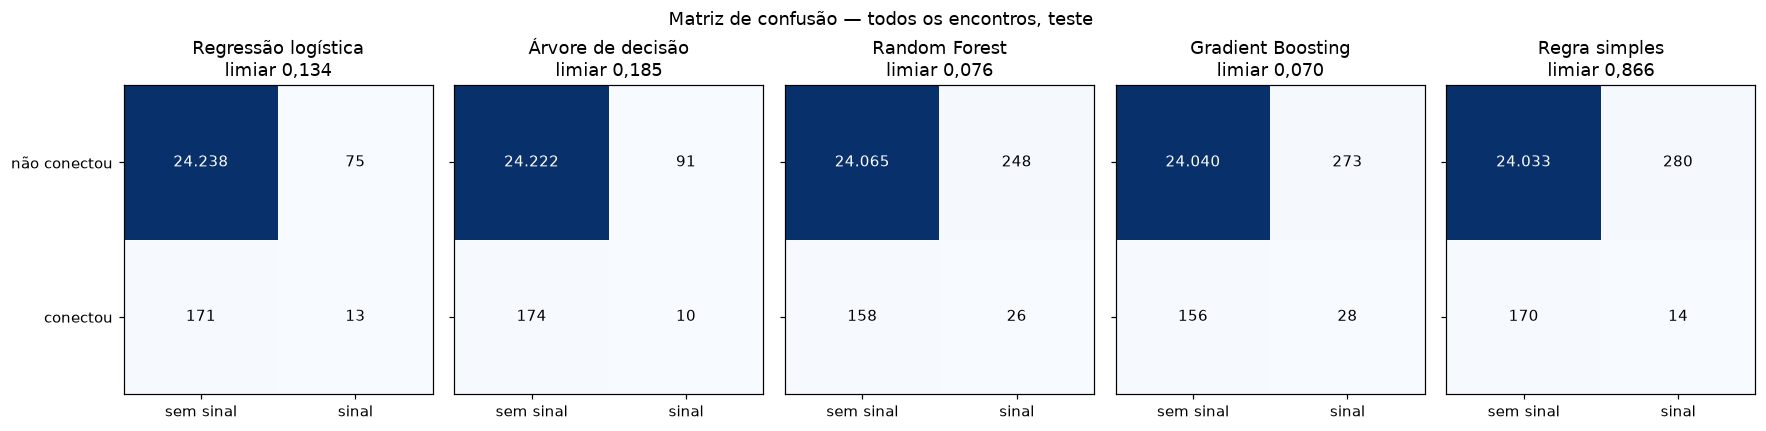 Matriz de confusão — todos os encontros, teste
Regressão logística
limiar 0,134
Árvore de decisão
limiar 0,185
Random Forest
limiar 0,076
Gradient Boosting
limiar 0,070
Regra simples
limiar 0,866
não conectou
24.238
75
24.222
91
24.065
248
24.040
273
24.033
280
conectou
171
13
174
10
158
26
156
28
170
14
sem sinal
sinal
sem sinal
sinal
sem sinal
sinal
sem sinal
sinal
sem sinal
sinal